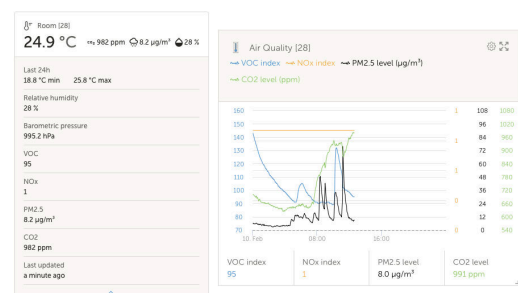 Room [28]
24.9 °C CO₂ 982 ppm 8.2 µg/m³ 28 %
Last 24h
18.8 °C min 25.8 °C max
Relative humidity
28 %
Barometric pressure
995.2 hPa
VOC
95
NOx
1
PM2.5
8.2 µg/m³
CO2
982 ppm
Last updated
a minute ago
Air Quality [28]
VOC index NOx index PM2.5 level (µg/m³)
CO2 level (ppm)
160 1 108 1080
150 96 1020
140 1 84 960
130 72 900
120 1 60 840
110 48 780
100 0 36 720
90 24 660
80 0 12 600
70 0 540
10. Feb 08:00 16:00
VOC index NOx index PM2.5 level CO2 level
95 1 8.0 µg/m³ 991 ppm